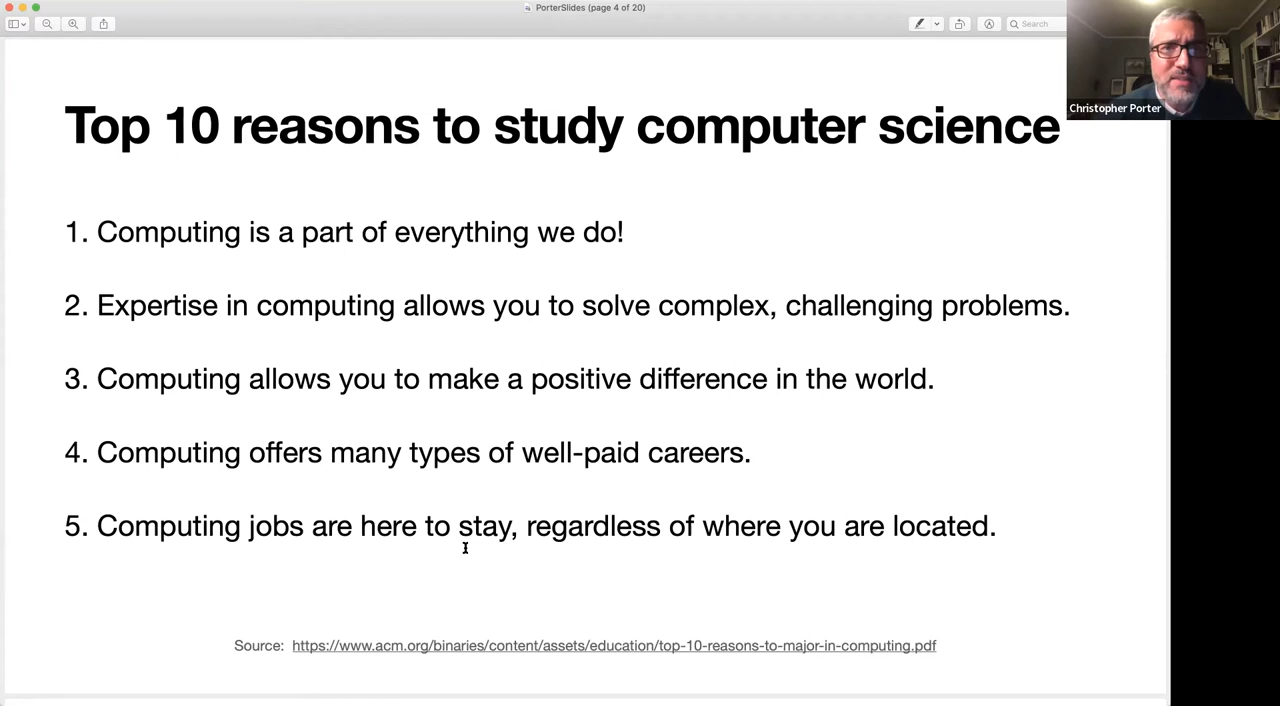 PorterSlides (page 4 of 20)
Search
Christopher Porter
Top 10 reasons to study computer science
1. Computing is a part of everything we do!
2. Expertise in computing allows you to solve complex, challenging problems.
3. Computing allows you to make a positive difference in the world.
4. Computing offers many types of well-paid careers.
5. Computing jobs are here to stay, regardless of where you are located.
Source: https://www.acm.org/binaries/content/assets/education/top-10-reasons-to-major-in-computing.pdf